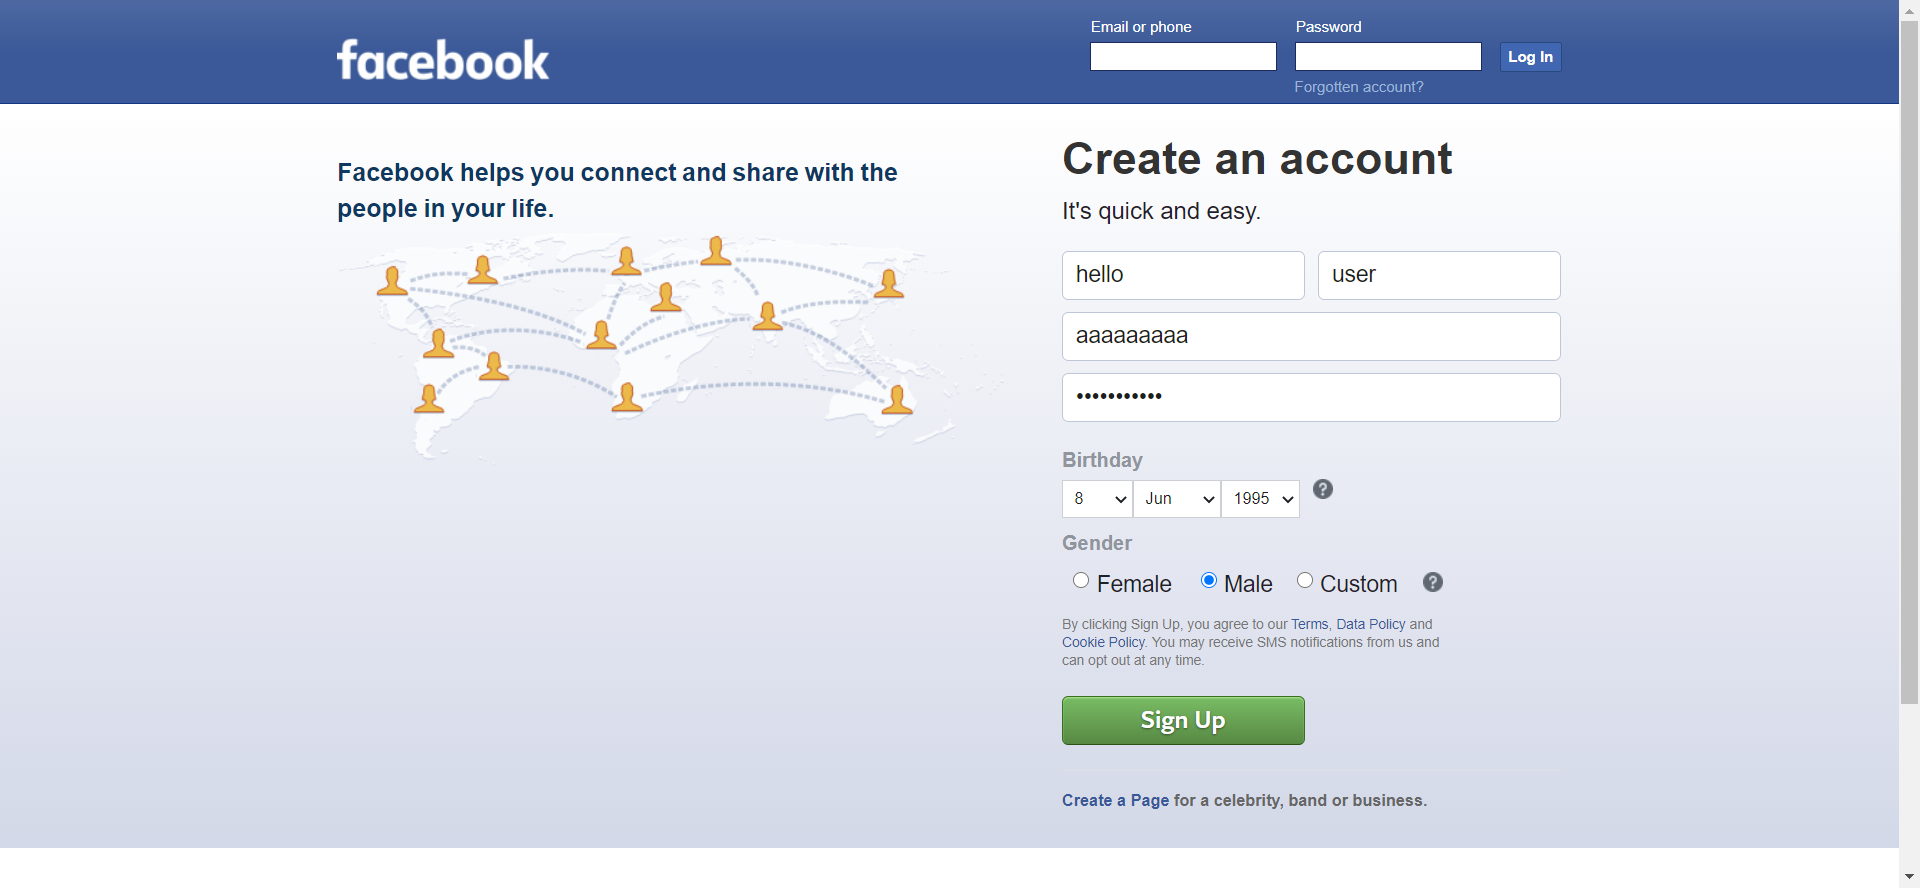 facebook
Email or phone
Password
Log In
Forgotten account?
Facebook helps you connect and share with the
people in your life.
Create an account
It's quick and easy.
hello
user
aaaaaaaaa
•••••••••••
Birthday
8
Jun
1995
?
Gender
Female
Male
Custom
?
By clicking Sign Up, you agree to our Terms, Data Policy and
Cookie Policy. You may receive SMS notifications from us and
can opt out at any time.
Sign Up
Create a Page for a celebrity, band or business.